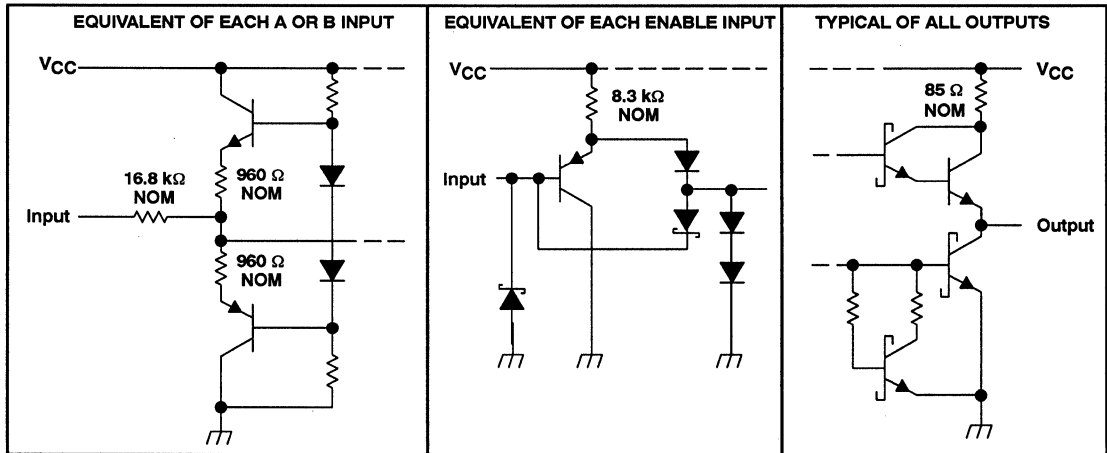 EQUIVALENT OF EACH A OR B INPUT
VCC
16.8 kΩ
NOM
960 Ω
NOM
Input
960 Ω
NOM
EQUIVALENT OF EACH ENABLE INPUT
VCC
8.3 kΩ
NOM
Input
TYPICAL OF ALL OUTPUTS
VCC
85 Ω
NOM
Output